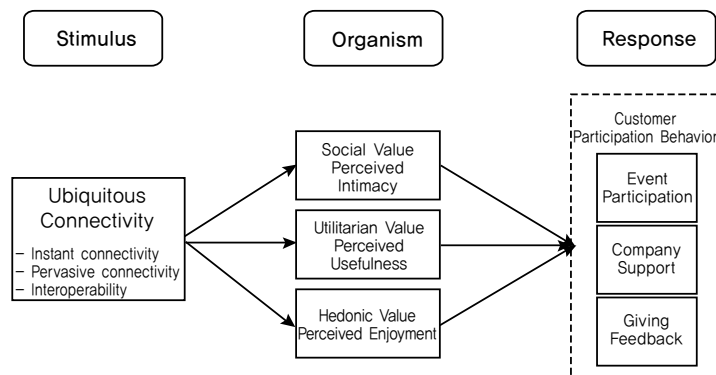 Stimulus
Organism
Response
Ubiquitous
Connectivity
– Instant connectivity
– Pervasive connectivity
– Interoperability
Social Value
Perceived
Intimacy
Utilitarian Value
Perceived
Usefulness
Hedonic Value
Perceived Enjoyment
Customer
Participation Behavior
Event
Participation
Company
Support
Giving
Feedback